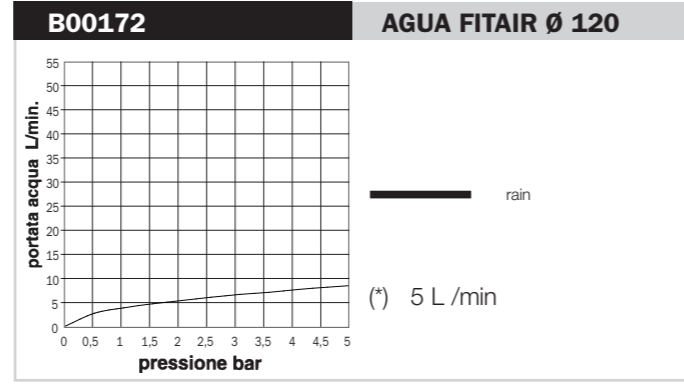 B00172
AGUA FITAIR Ø 120
portata acqua L/min.
55
50
45
40
35
30
25
20
15
10
5
0
0 0,5 1 1,5 2 2,5 3 3,5 4 4,5 5
pressione bar
rain
(*) 5 L /min